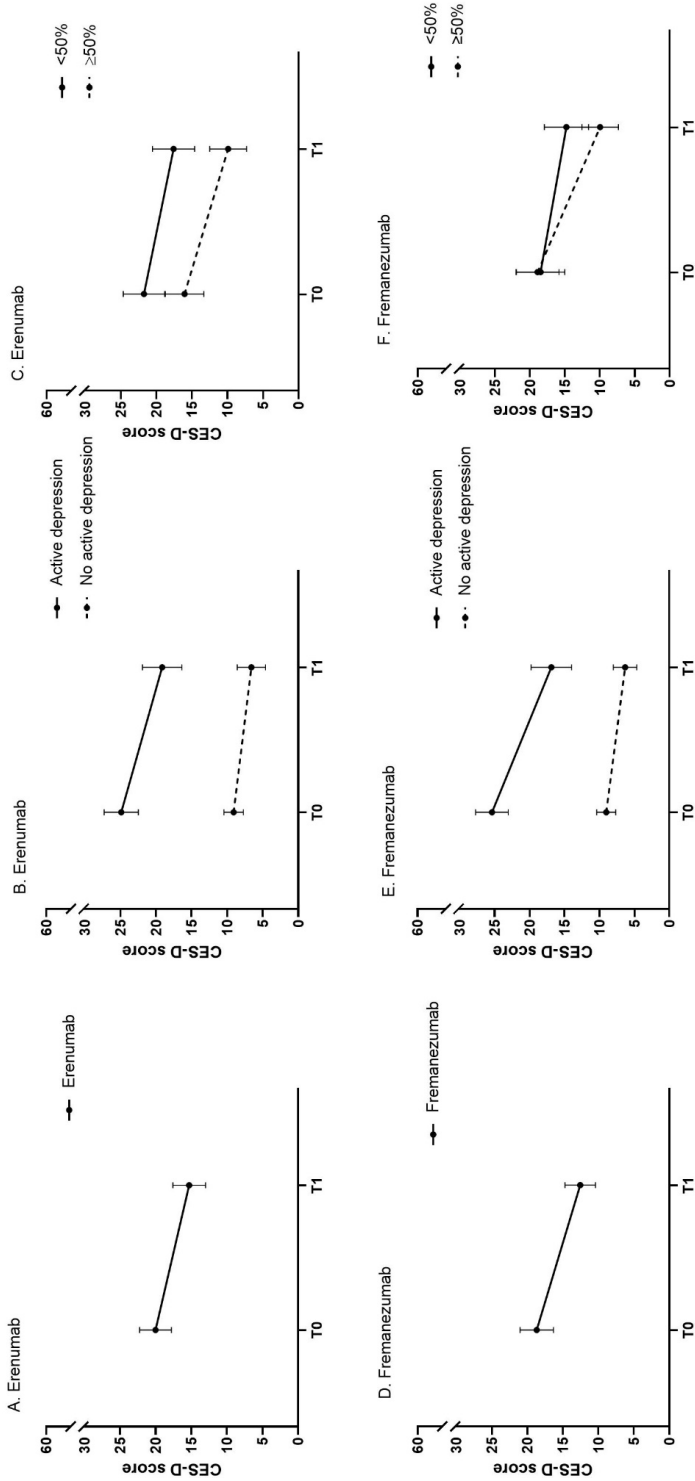 A. Erenumab
Erenumab
60
30
25
20
15
10
5
0
CES-D score
T0
T1
B. Erenumab
Active depression
No active depression
60
30
25
20
15
10
5
0
CES-D score
T0
T1
C. Erenumab
<50%
≥50%
60
30
25
20
15
10
5
0
CES-D score
T0
T1
D. Fremanezumab
Fremanezumab
60
30
25
20
15
10
5
0
CES-D score
T0
T1
E. Fremanezumab
Active depression
No active depression
60
30
25
20
15
10
5
0
CES-D score
T0
T1
F. Fremanezumab
<50%
≥50%
60
30
25
20
15
10
5
0
CES-D score
T0
T1